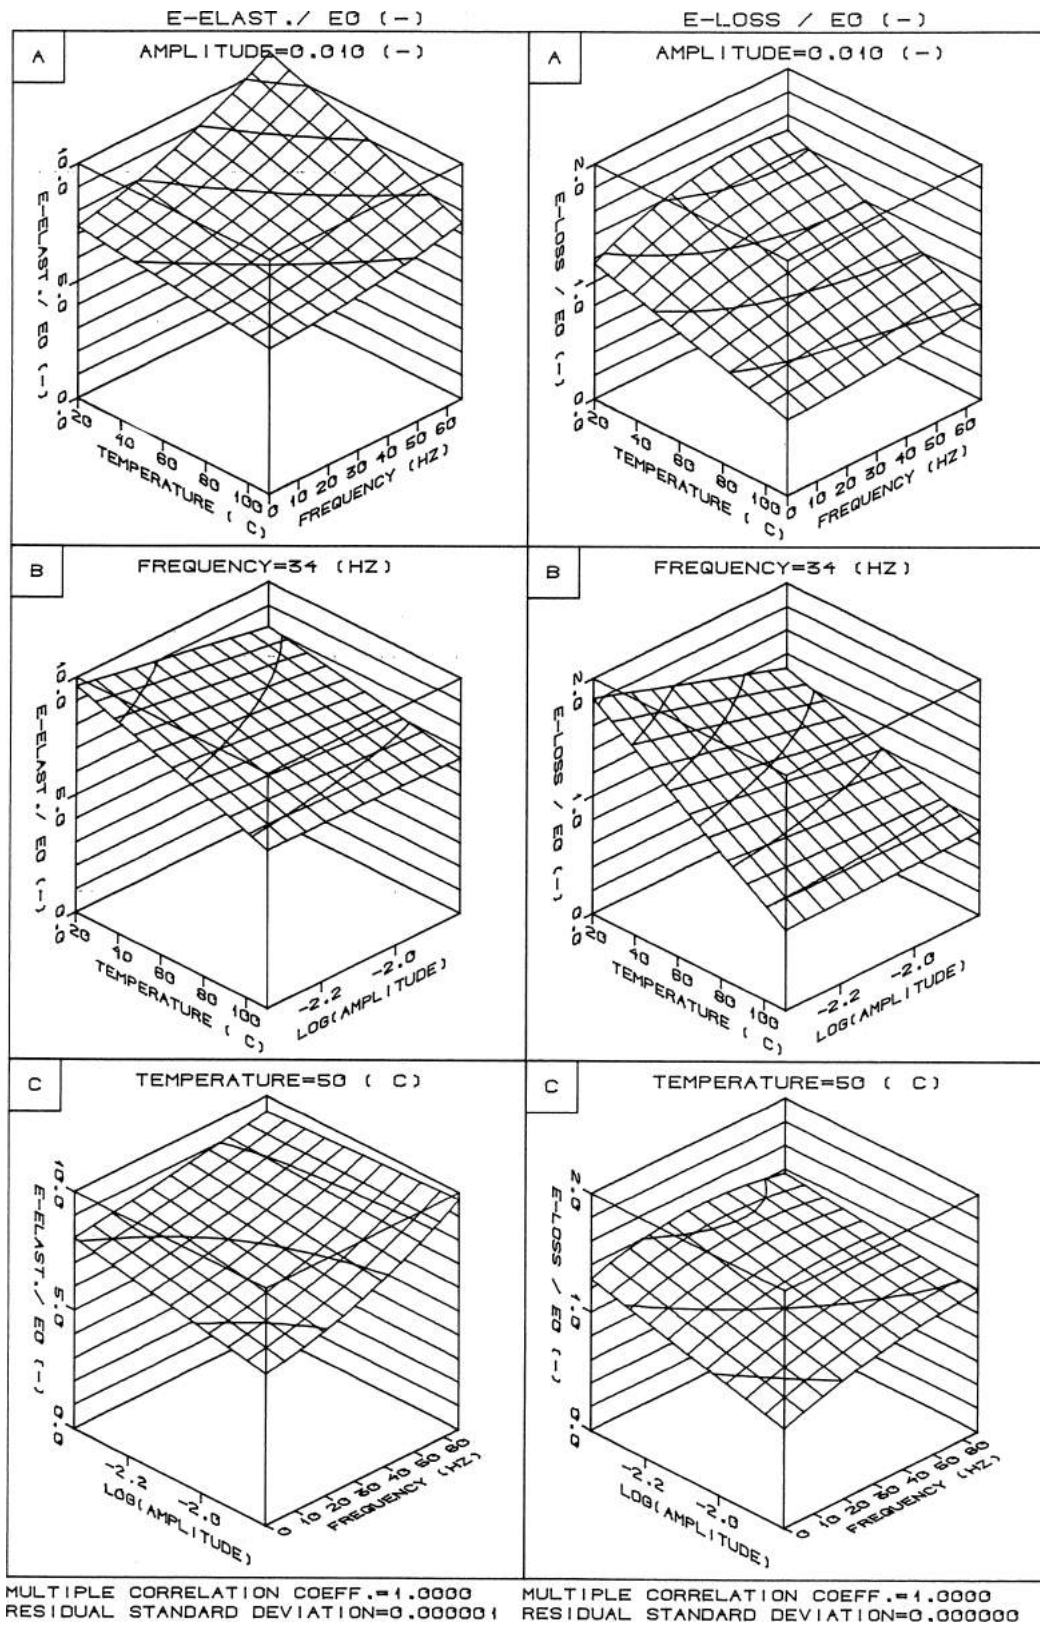 E-ELAST./ E0 (-)
E-LOSS / E0 (-)
A
AMPLITUDE=0.010 (-)
10.0
5.0
0.0
E-ELAST./ E0 (-)
20 40 60 80 100
TEMPERATURE ( C)
0 10 20 30 40 50 60
FREQUENCY (HZ)
A
AMPLITUDE=0.010 (-)
2.0
1.0
0.0
E-LOSS / E0 (-)
20 40 60 80 100
TEMPERATURE ( C)
0 10 20 30 40 50 60
FREQUENCY (HZ)
B
FREQUENCY=34 (HZ)
10.0
5.0
0.0
E-ELAST./ E0 (-)
20 40 60 80 100
TEMPERATURE ( C)
-2.2 -2.0
LOG(AMPLITUDE)
B
FREQUENCY=34 (HZ)
2.0
1.0
0.0
E-LOSS / E0 (-)
20 40 60 80 100
TEMPERATURE ( C)
-2.2 -2.0
LOG(AMPLITUDE)
C
TEMPERATURE=50 ( C)
10.0
5.0
0.0
E-ELAST./ E0 (-)
-2.2 -2.0
LOG(AMPLITUDE)
0 10 20 30 40 50 60
FREQUENCY (HZ)
C
TEMPERATURE=50 ( C)
2.0
1.0
0.0
E-LOSS / E0 (-)
-2.2 -2.0
LOG(AMPLITUDE)
0 10 20 30 40 50 60
FREQUENCY (HZ)
MULTIPLE CORRELATION COEFF.=1.0000
RESIDUAL STANDARD DEVIATION=0.000001
MULTIPLE CORRELATION COEFF.=1.0000
RESIDUAL STANDARD DEVIATION=0.000000